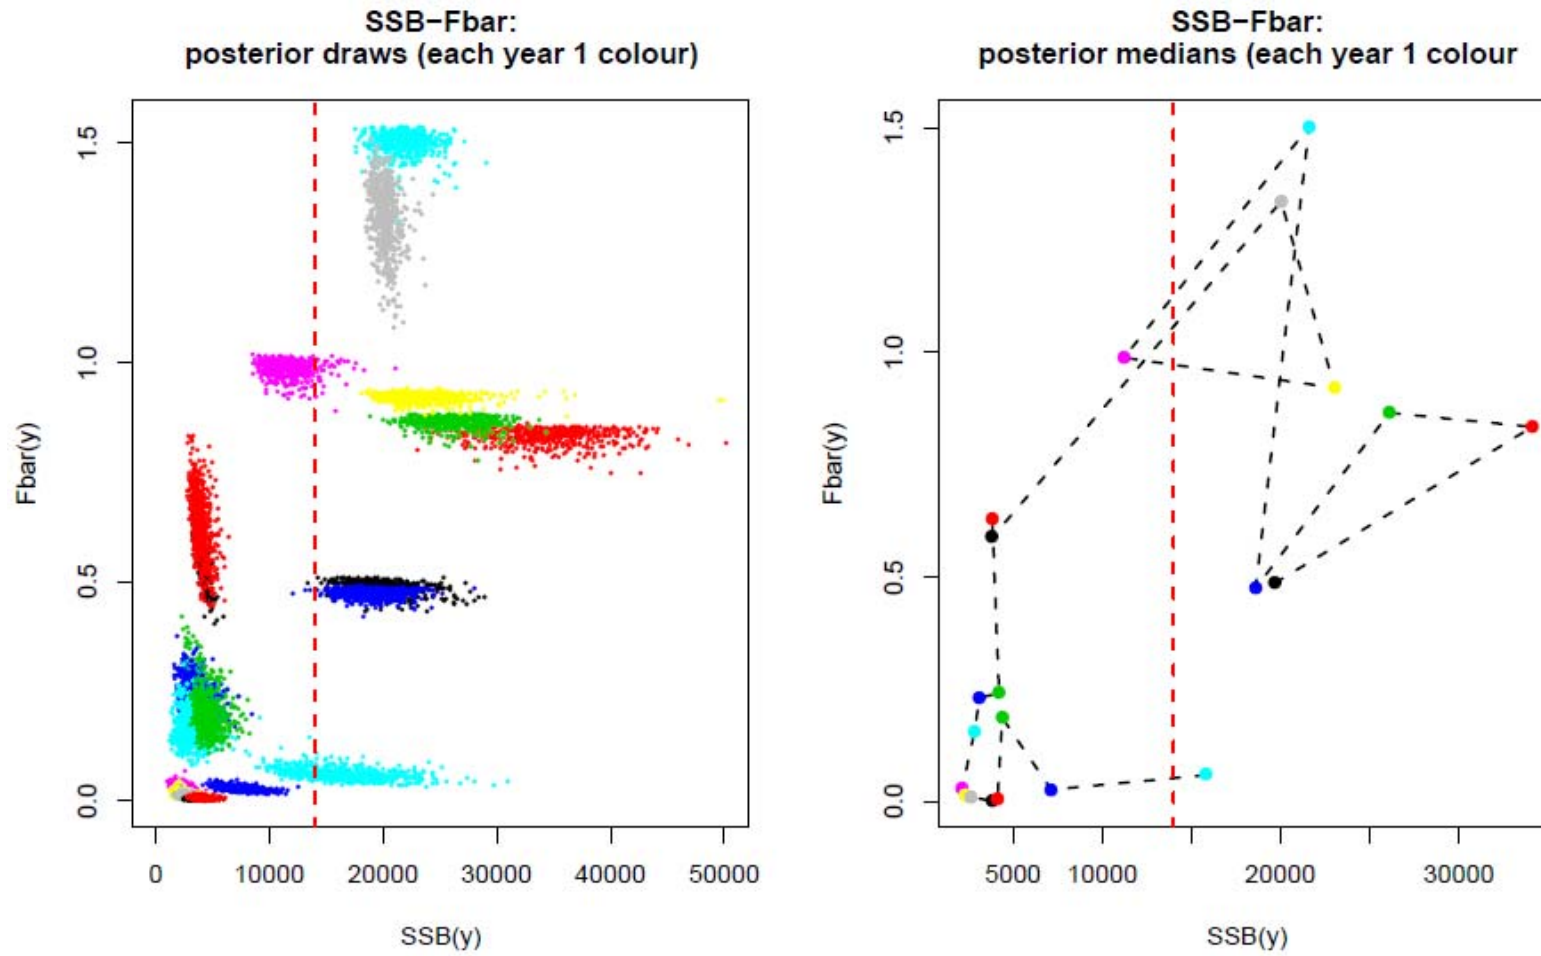 SSB−Fbar:
posterior draws (each year 1 colour)
1.5
1.0
0.5
0.0
Fbar(y)
0 10000 20000 30000 40000 50000
SSB(y)
SSB−Fbar:
posterior medians (each year 1 colour
1.5
1.0
0.5
0.0
Fbar(y)
5000 10000 20000 30000
SSB(y)